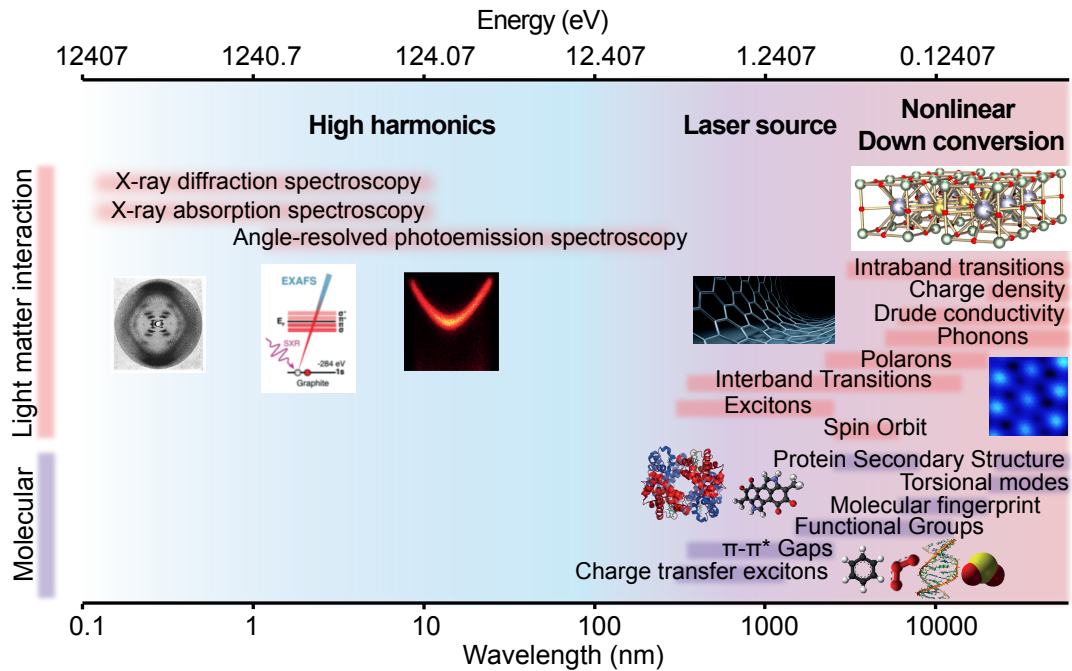 Energy (eV)
12407 1240.7 124.07 12.407 1.2407 0.12407
High harmonics
Laser source
Nonlinear
Down conversion
Light matter interaction
X-ray diffraction spectroscopy
X-ray absorption spectroscopy
Angle-resolved photoemission spectroscopy
EXAFS
σ*
π*
E_F
π
σ
SXR
-284 eV
1s
Graphite
Intraband transitions
Charge density
Drude conductivity
Phonons
Polarons
Interband Transitions
Excitons
Spin Orbit
Molecular
Protein Secondary Structure
Torsional modes
Molecular fingerprint
Functional Groups
π-π* Gaps
Charge transfer excitons
0.1 1 10 100 1000 10000
Wavelength (nm)